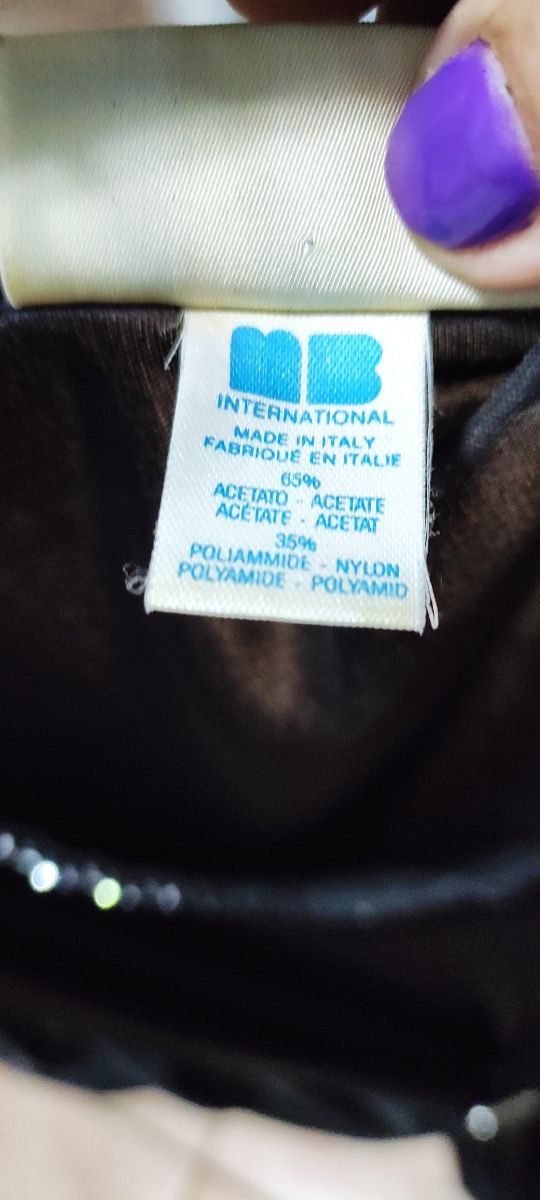 MB
INTERNATIONAL
MADE IN ITALY
FABRIQUÉ EN ITALIE
65%
ACETATO - ACETATE
ACÉTATE - ACETAT
35%
POLIAMMIDE - NYLON
POLYAMIDE - POLYAMID